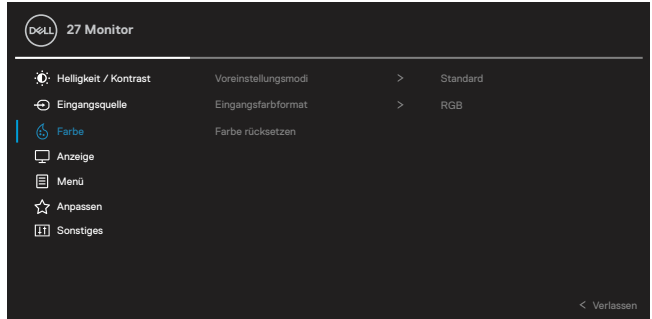 DELL 27 Monitor
Helligkeit / Kontrast Voreinstellungsmodi > Standard
Eingangsquelle Eingangsfarbformat > RGB
Farbe Farbe rücksetzen
Anzeige
Menü
Anpassen
Sonstiges
< Verlassen